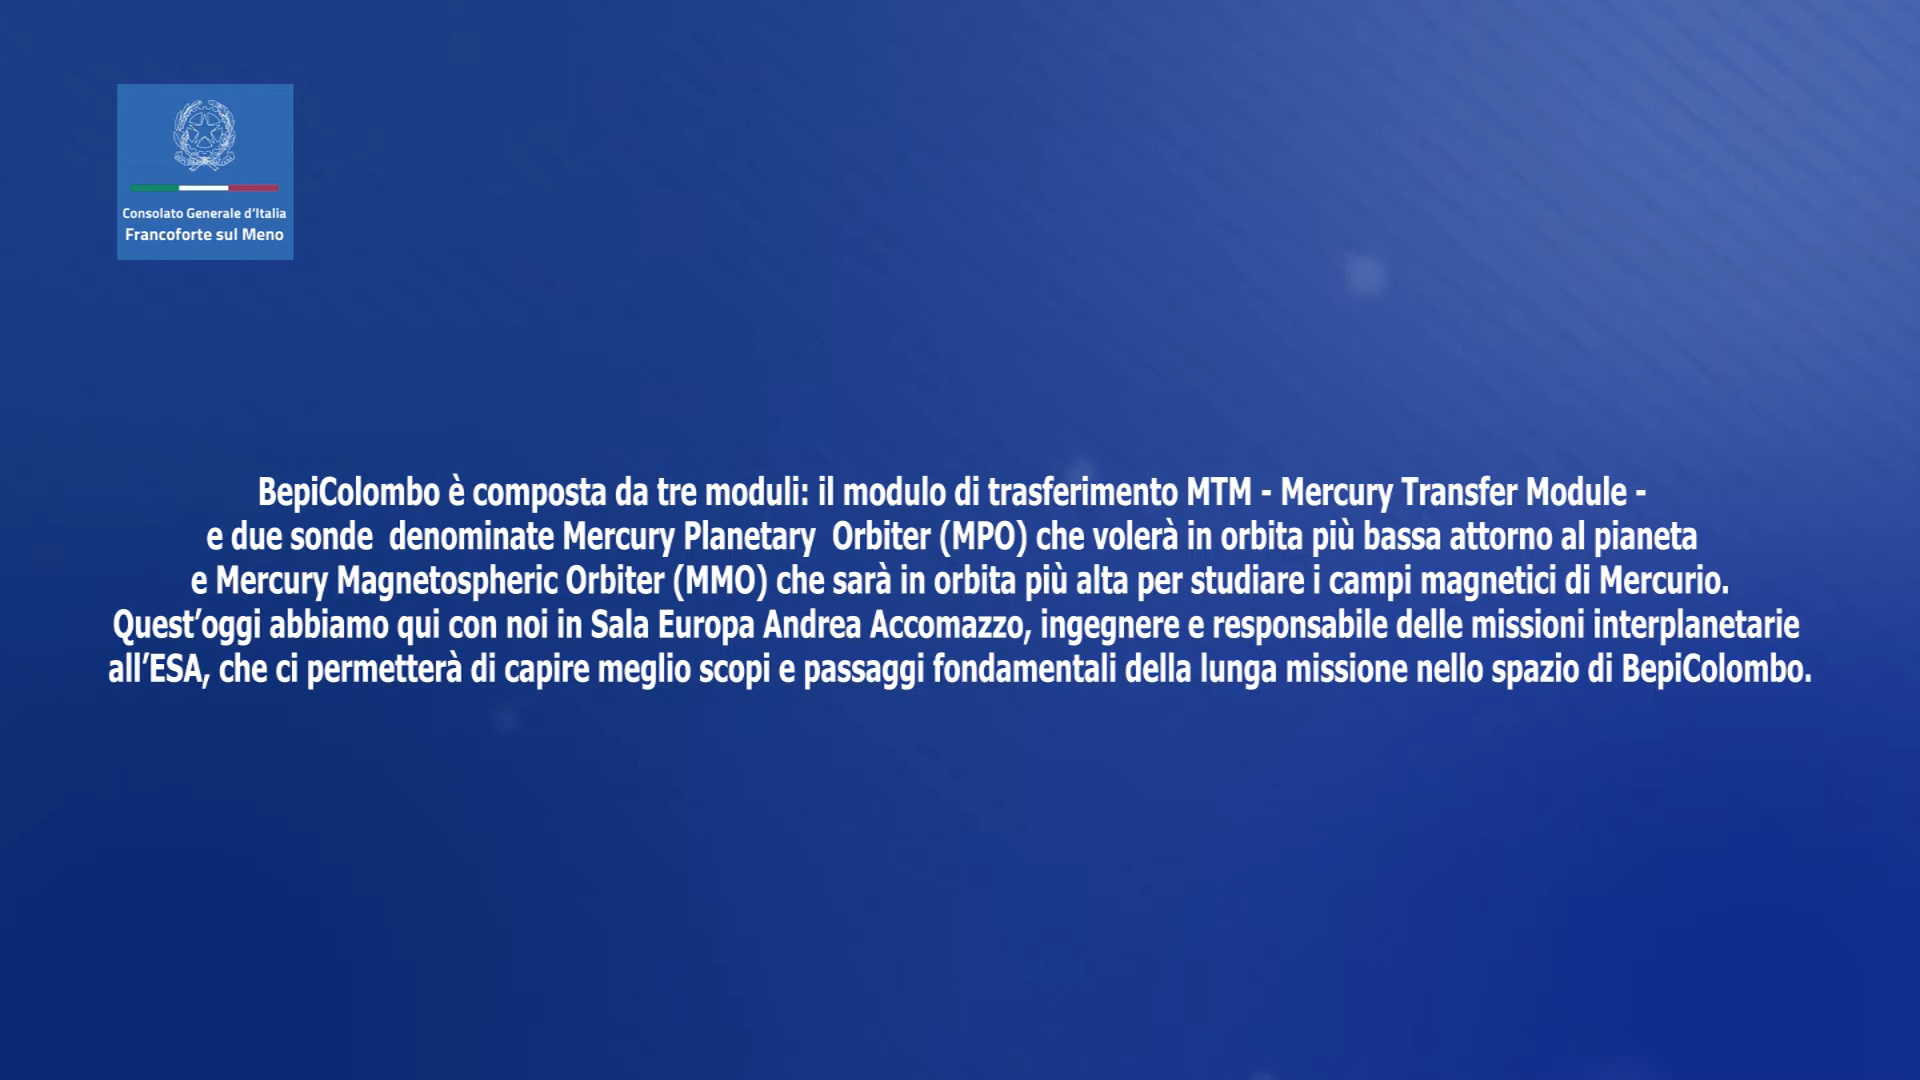 Consolato Generale d'Italia
Francoforte sul Meno
BepiColombo è composta da tre moduli: il modulo di trasferimento MTM - Mercury Transfer Module -
e due sonde  denominate Mercury Planetary  Orbiter (MPO) che volerà in orbita più bassa attorno al pianeta
e Mercury Magnetospheric Orbiter (MMO) che sarà in orbita più alta per studiare i campi magnetici di Mercurio.
Quest’oggi abbiamo qui con noi in Sala Europa Andrea Accomazzo, ingegnere e responsabile delle missioni interplanetarie
all’ESA, che ci permetterà di capire meglio scopi e passaggi fondamentali della lunga missione nello spazio di BepiColombo.